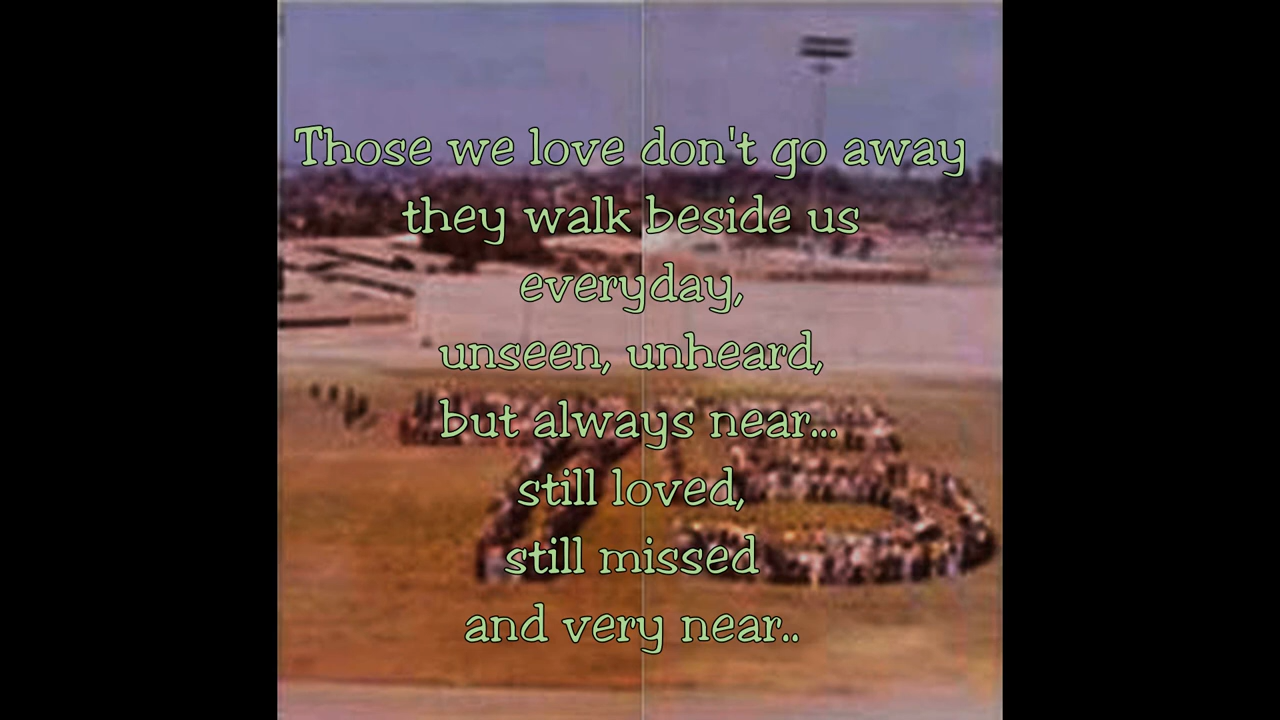 Those we love don't go away
they walk beside us
everyday,
unseen, unheard,
but always near...
still loved,
still missed
and very near..
75